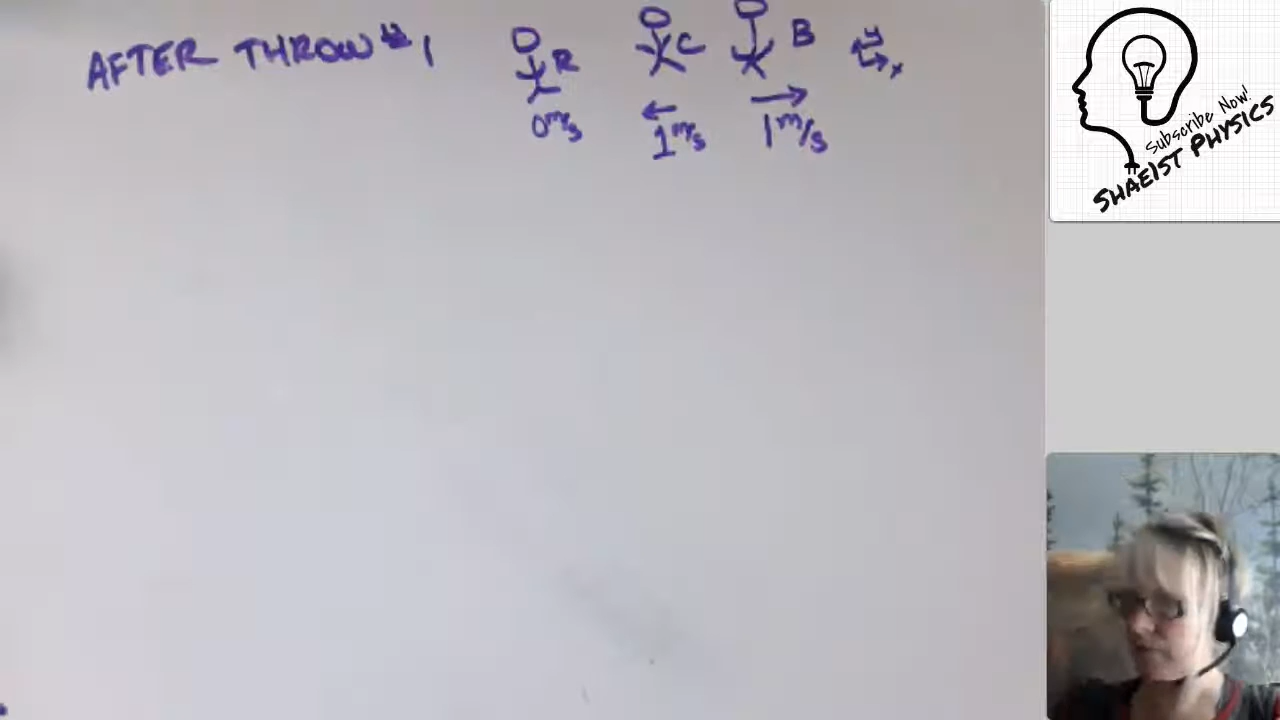 AFTER THROW # 1
R C B y x
0 m/s 1 m/s 1 m/s
Subscribe Now!
SHAEIST PHYSICS